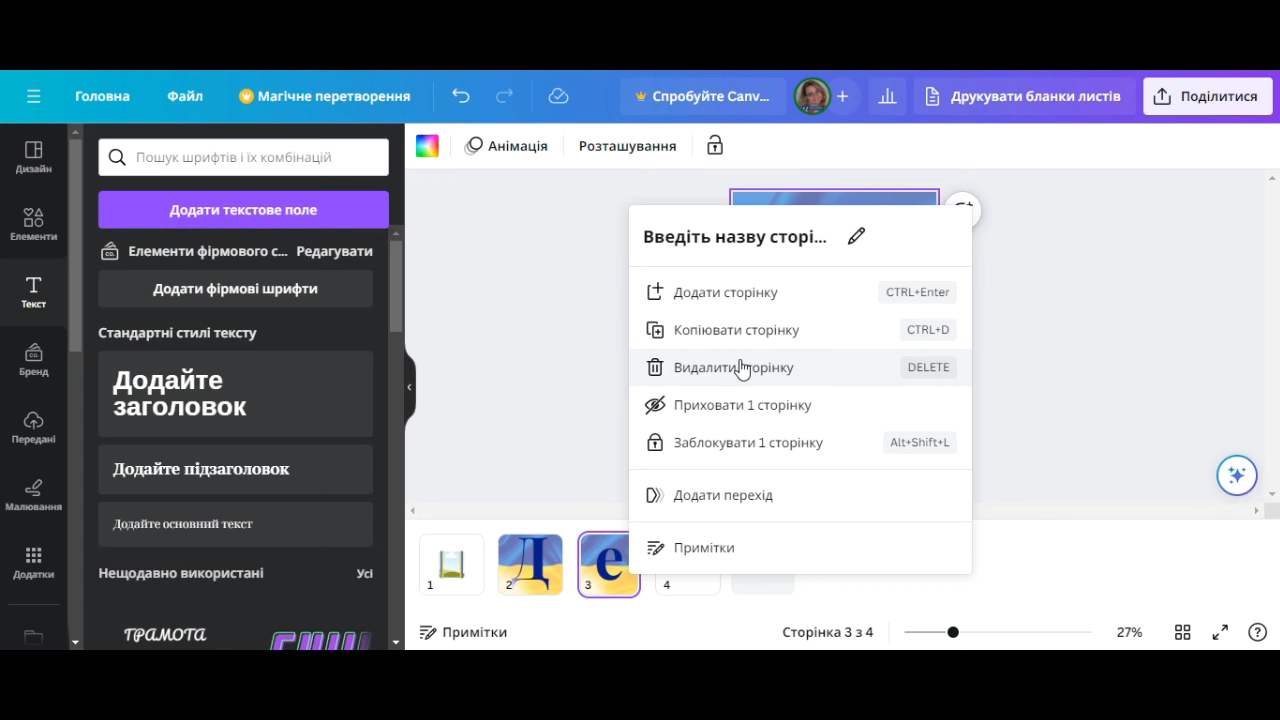 Головна
Файл
Магічне перетворення
Спробуйте Canv...
Друкувати бланки листів
Поділитися
Дизайн
Елементи
Текст
Бренд
Передані
Малювання
Додатки
Пошук шрифтів і їх комбінацій
Додати текстове поле
Елементи фірмового с...
Редагувати
Додати фірмові шрифти
Стандартні стилі тексту
Додайте
заголовок
Додайте підзаголовок
Додайте основний текст
Нещодавно використані
Усі
ГРАМОТА
Анімація
Розташування
Введіть назву сторі...
Додати сторінку
CTRL+Enter
Копіювати сторінку
CTRL+D
Видалити сторінку
DELETE
Приховати 1 сторінку
Заблокувати 1 сторінку
Alt+Shift+L
Додати перехід
Примітки
1
Д
2
е
3
4
Примітки
Сторінка 3 з 4
27%